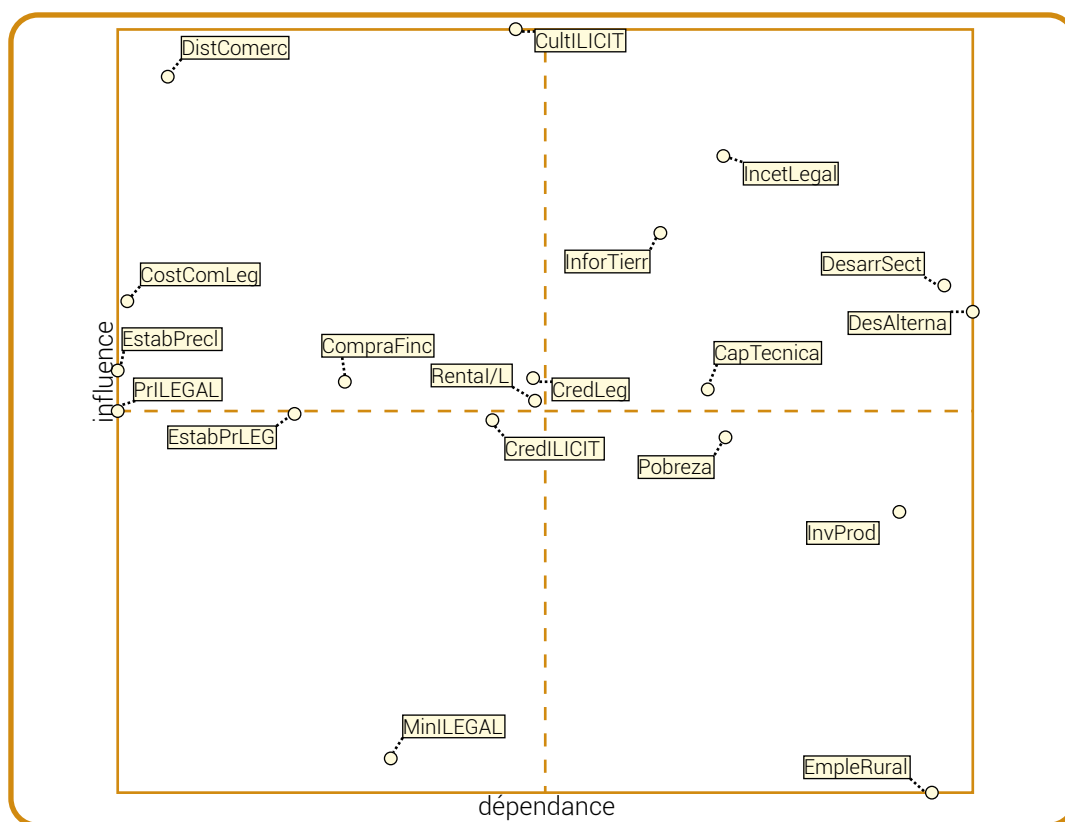 CultILICIT
DistComerc
IncetLegal
InforTierr
DesarrSect
CostComLeg
DesAlterna
EstabPrecI
CompraFinc
CapTecnica
RentaI/L
CredLeg
PrILEGAL
influence
EstabPrLEG
CredILICIT
Pobreza
InvProd
MinILEGAL
EmpleRural
dépendance